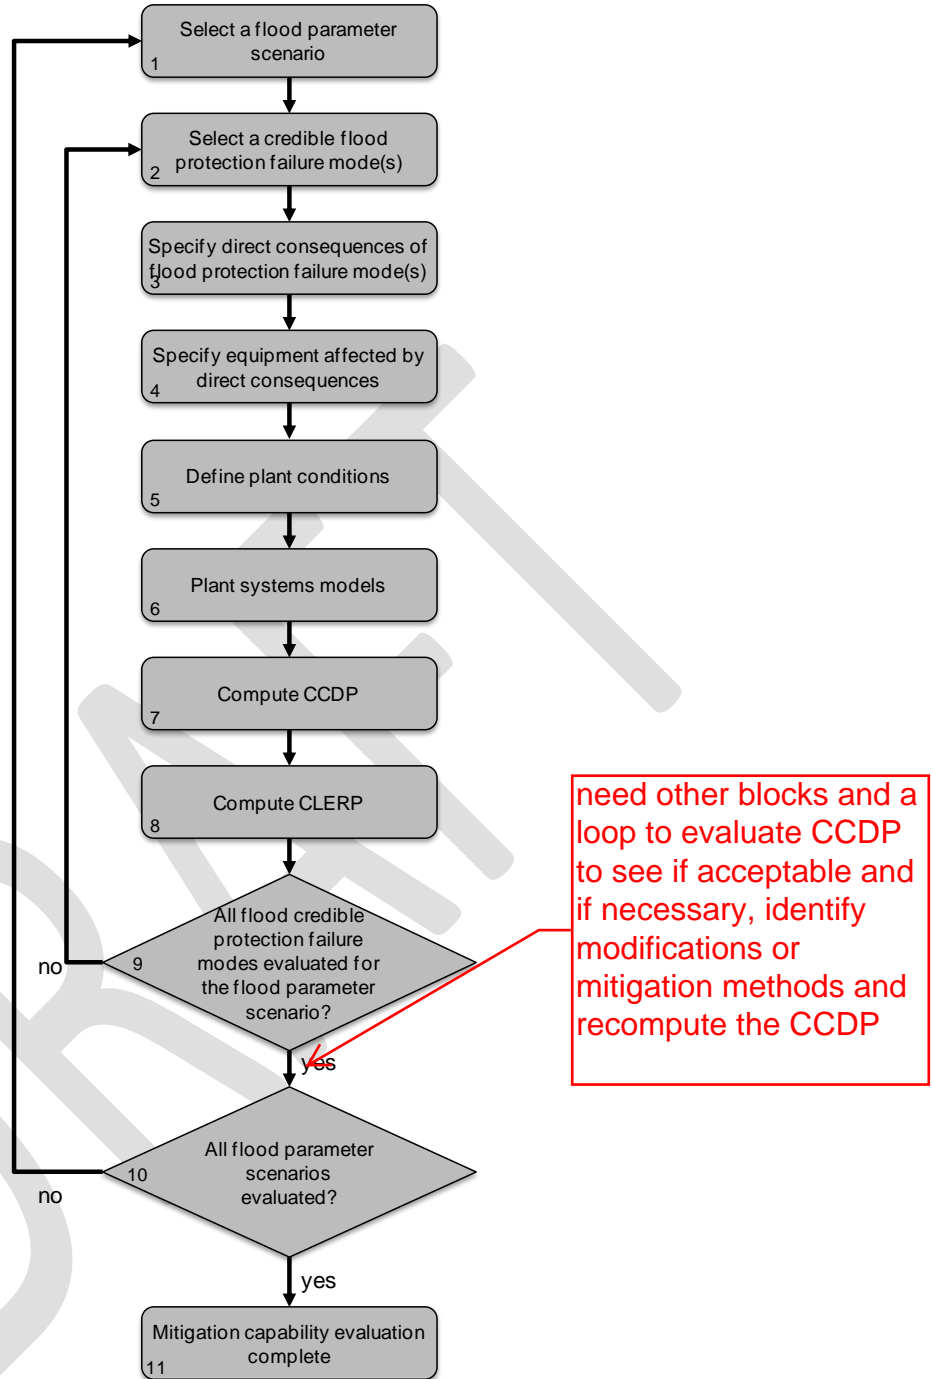 Select a flood parameter
scenario
1
Select a credible flood
protection failure mode(s)
2
Specify direct consequences of
flood protection failure mode(s)
3
Specify equipment affected by
direct consequences
4
Define plant conditions
5
Plant systems models
6
Compute CCDP
7
Compute CLERP
8
All flood credible
protection failure
modes evaluated for
the flood parameter
scenario?
9
no
yes
need other blocks and a
loop to evaluate CCDP
to see if acceptable and
if necessary, identify
modifications or
mitigation methods and
recompute the CCDP
All flood parameter
scenarios
evaluated?
10
no
yes
Mitigation capability evaluation
complete
11
DRAFT